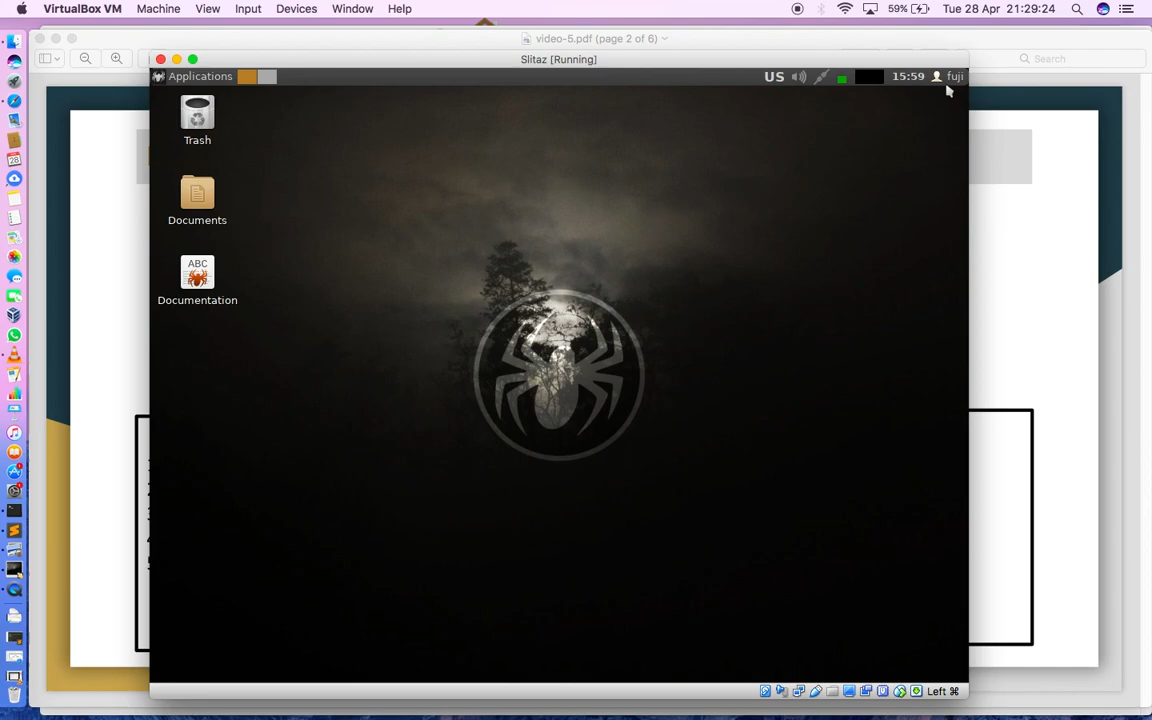 VirtualBox VM Machine View Input Devices Window Help 59% Tue 28 Apr 21:29:24
video-5.pdf (page 2 of 6)
Search
Slitaz [Running]
Applications US 15:59 fuji
Trash
Documents
ABC
Documentation
28
Left ⌘